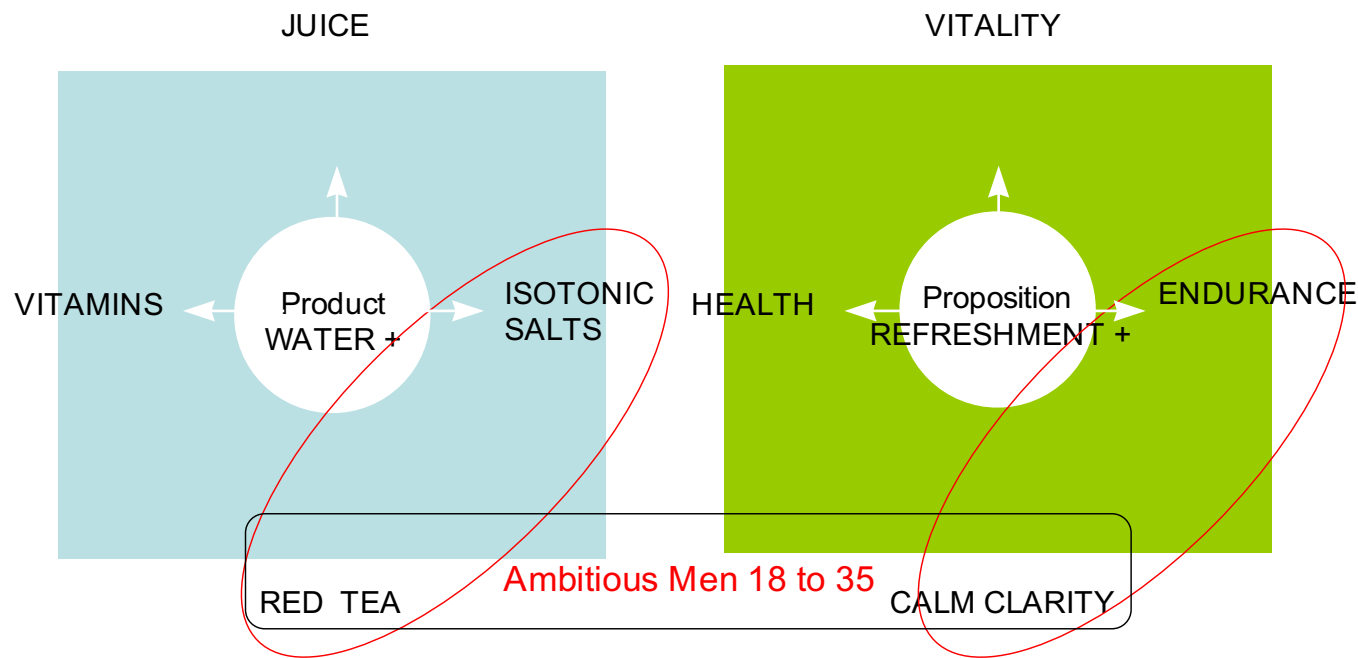 JUICE
VITALITY
VITAMINS
Product
WATER +
ISOTONIC
SALTS
HEALTH
Proposition
REFRESHMENT +
ENDURANCE
Ambitious Men 18 to 35
RED TEA
CALM CLARITY